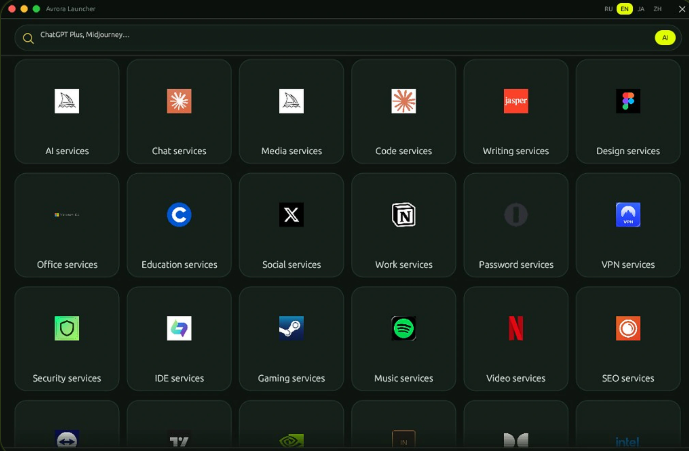 Avrora Launcher
RU EN JA ZH
ChatGPT Plus, Midjourney...
AI
jasper
AI services
Chat services
Media services
Code services
Writing services
Design services
VPN
Office services
Education services
Social services
Work services
Password services
VPN services
Security services
IDE services
Gaming services
Music services
Video services
SEO services
IN
intel